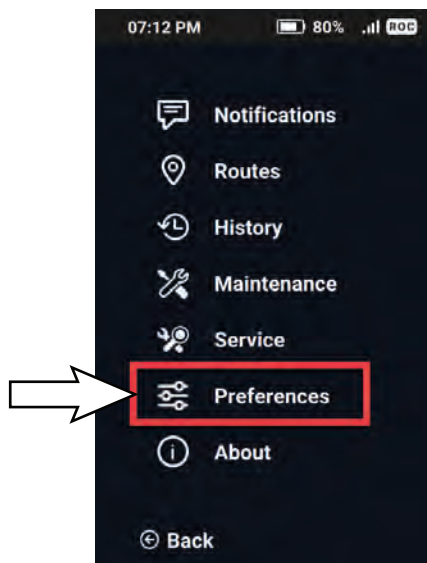 07:12 PM 80% ROC
Notifications
Routes
History
Maintenance
Service
Preferences
About
Back